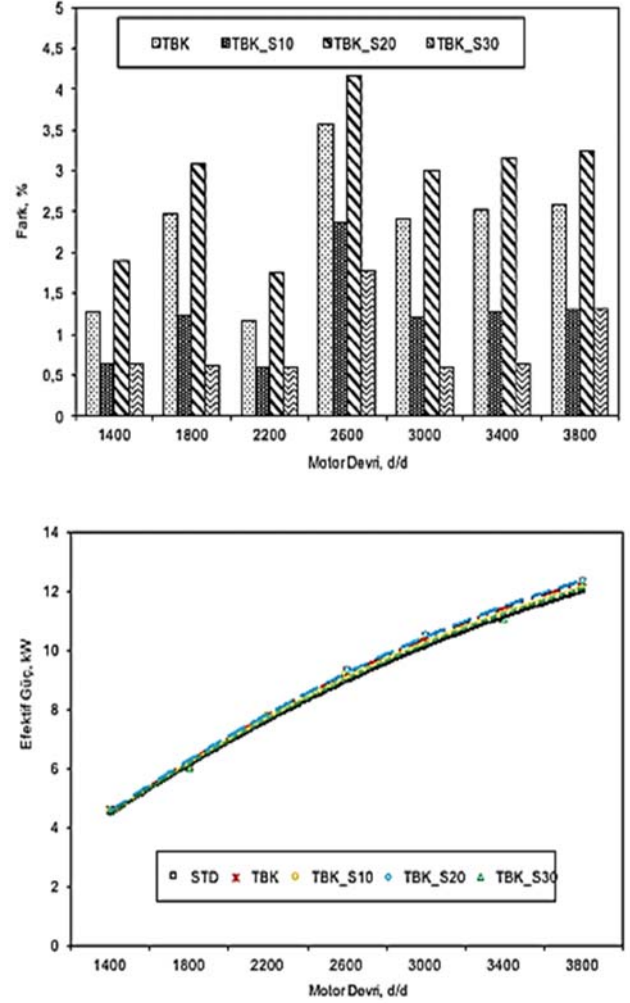 5
4,5
4
3,5
3
2,5
2
1,5
1
0,5
0
Fark, %
TBK TBK_S10 TBK_S20 TBK_S30
1400 1800 2200 2600 3000 3400 3800
Motor Devri, d/d
14
12
10
8
6
4
2
0
Efektif Güç, kW
STD TBK TBK_S10 TBK_S20 TBK_S30
1400 1800 2200 2600 3000 3400 3800
Motor Devri, d/d